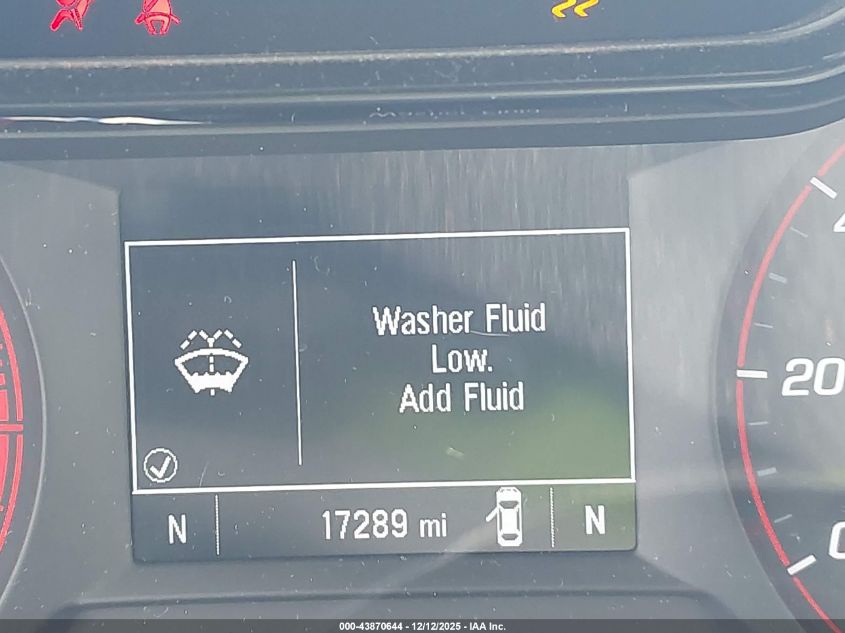 Washer Fluid
Low.
Add Fluid
N 17289 mi N
20
000-43870644 - 12/12/2025 - IAA Inc.